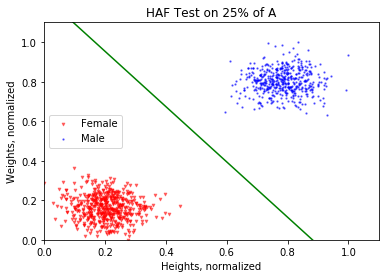 HAF Test on 25% of A
Weights, normalized
1.0
0.8
0.6
0.4
0.2
0.0
Female
Male
0.0 0.2 0.4 0.6 0.8 1.0
Heights, normalized